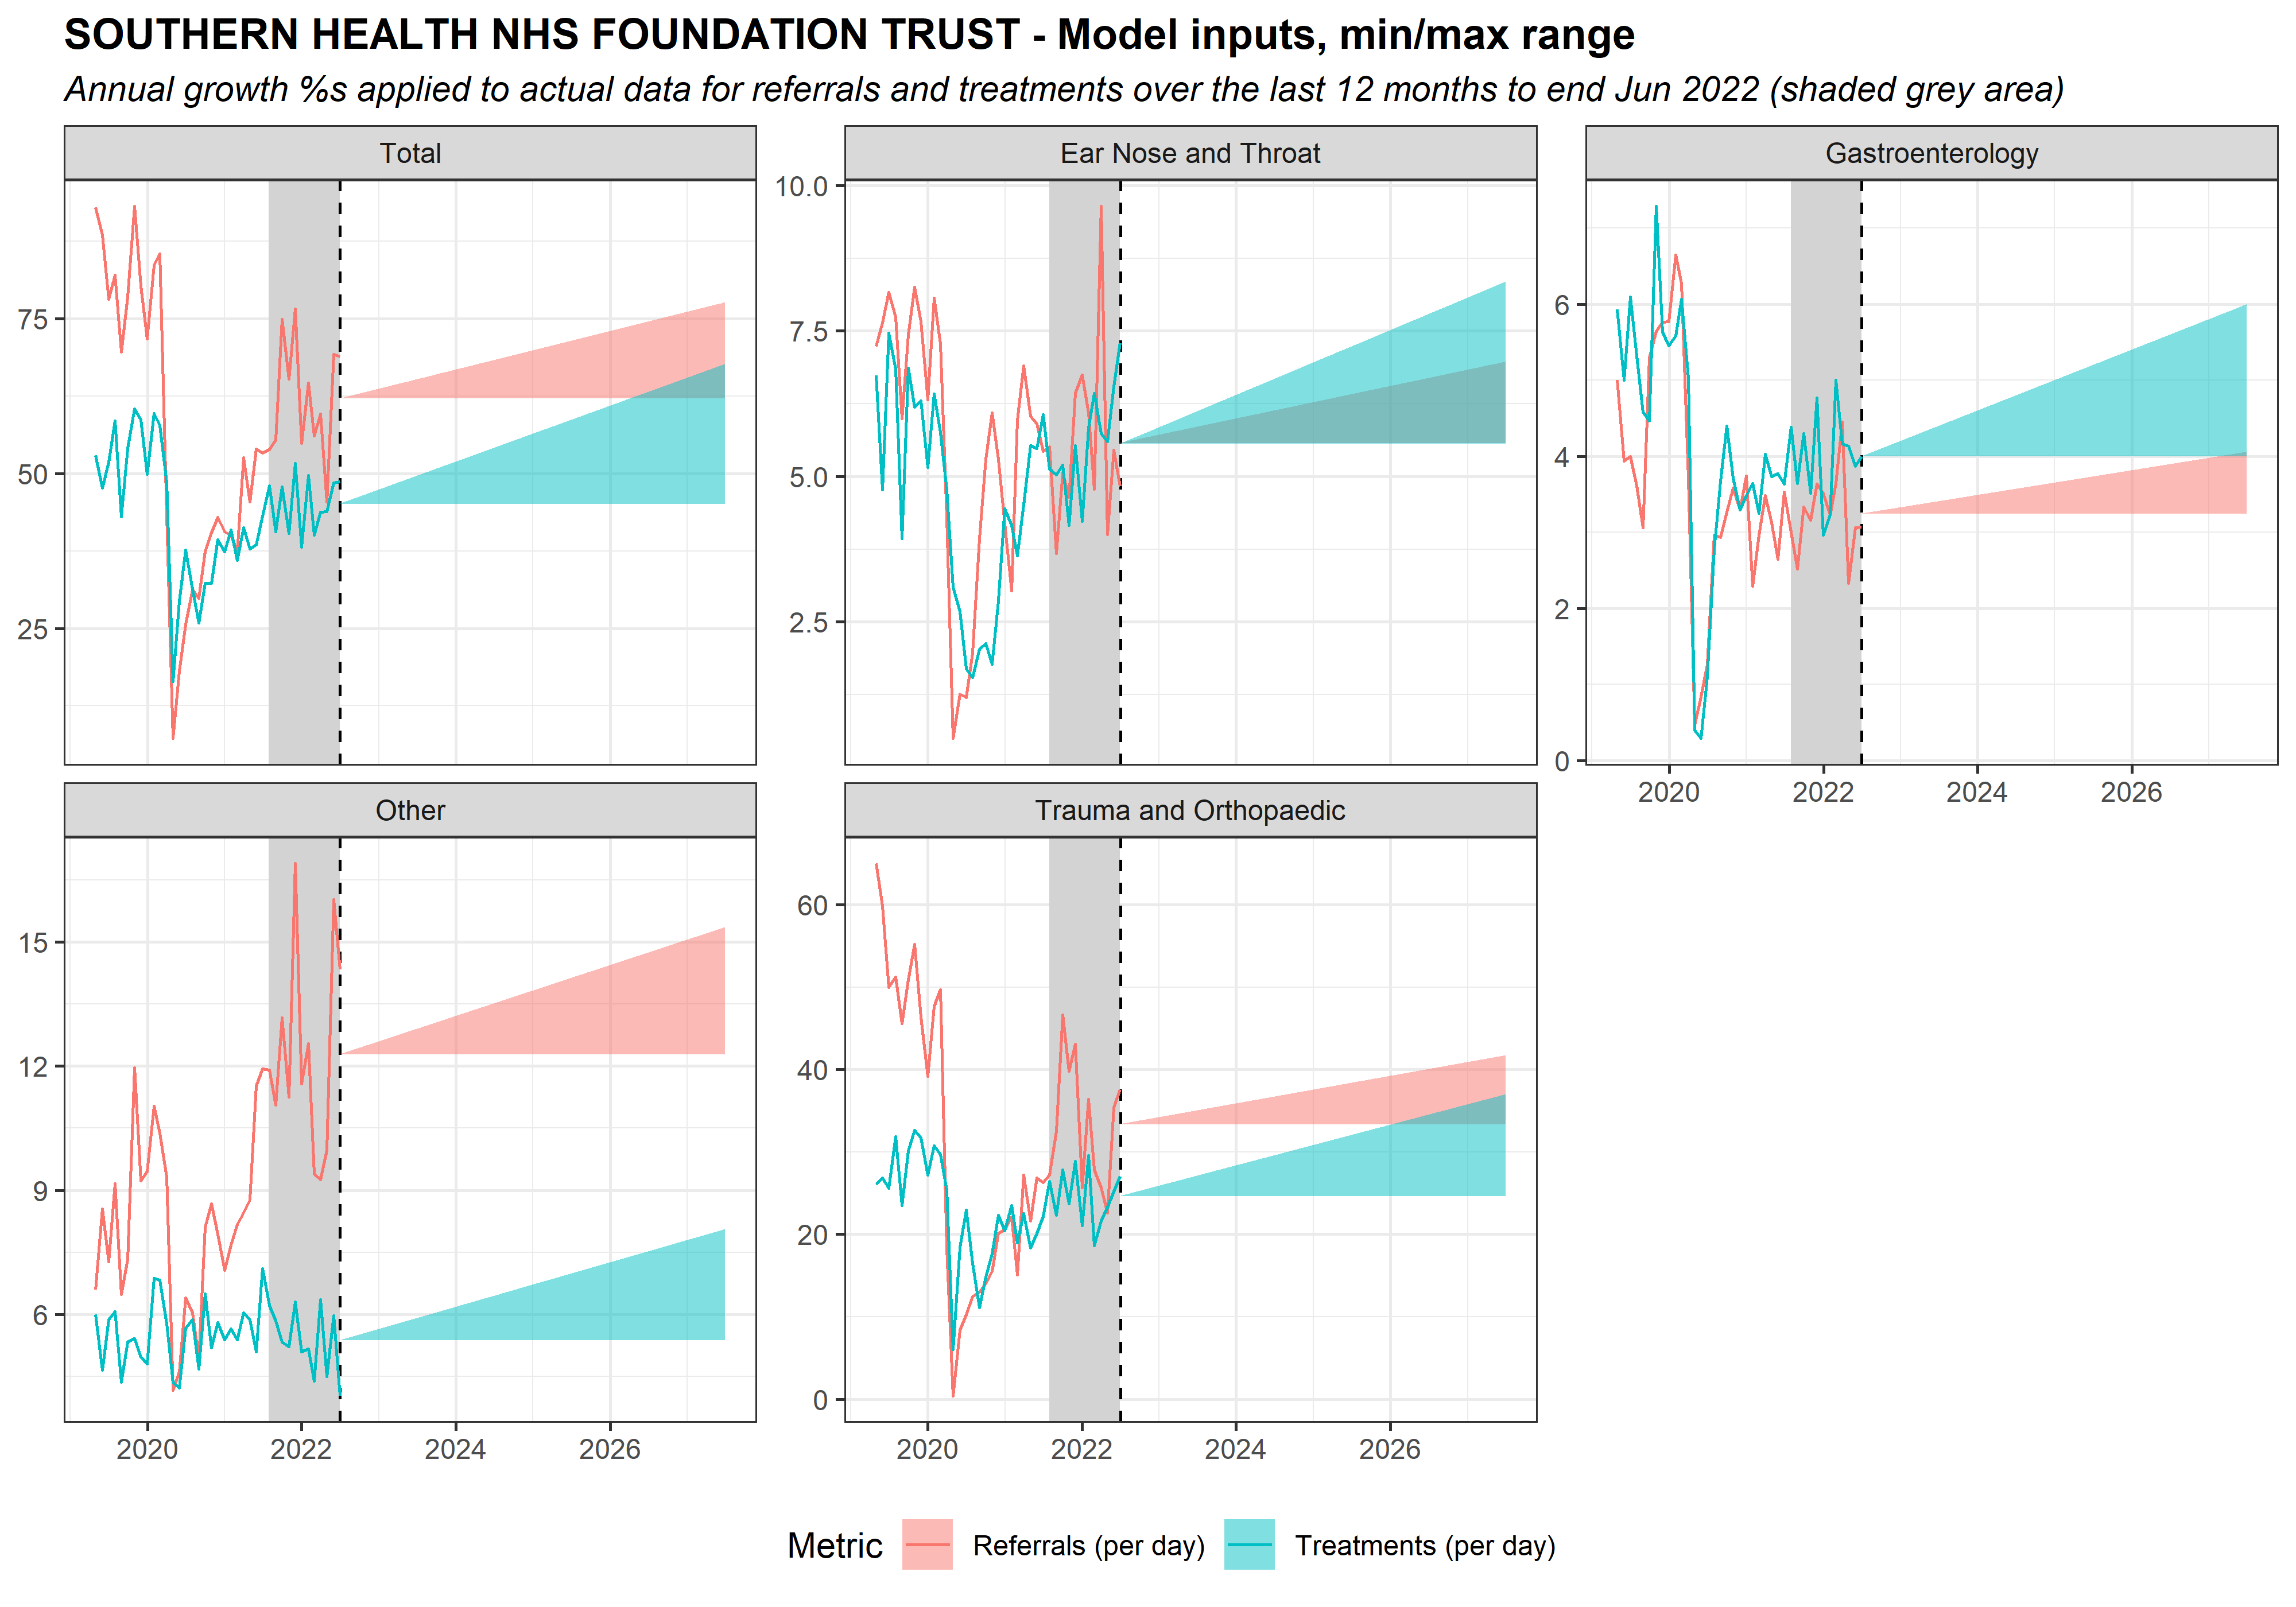 SOUTHERN HEALTH NHS FOUNDATION TRUST - Model inputs, min/max range
Annual growth %s applied to actual data for referrals and treatments over the last 12 months to end Jun 2022 (shaded grey area)
Total
Ear Nose and Throat
Gastroenterology
75
50
25
10.0
7.5
5.0
2.5
6
4
2
0
2020 2022 2024 2026
Other
Trauma and Orthopaedic
15
12
9
6
2020 2022 2024 2026
60
40
20
0
2020 2022 2024 2026
Metric Referrals (per day) Treatments (per day)